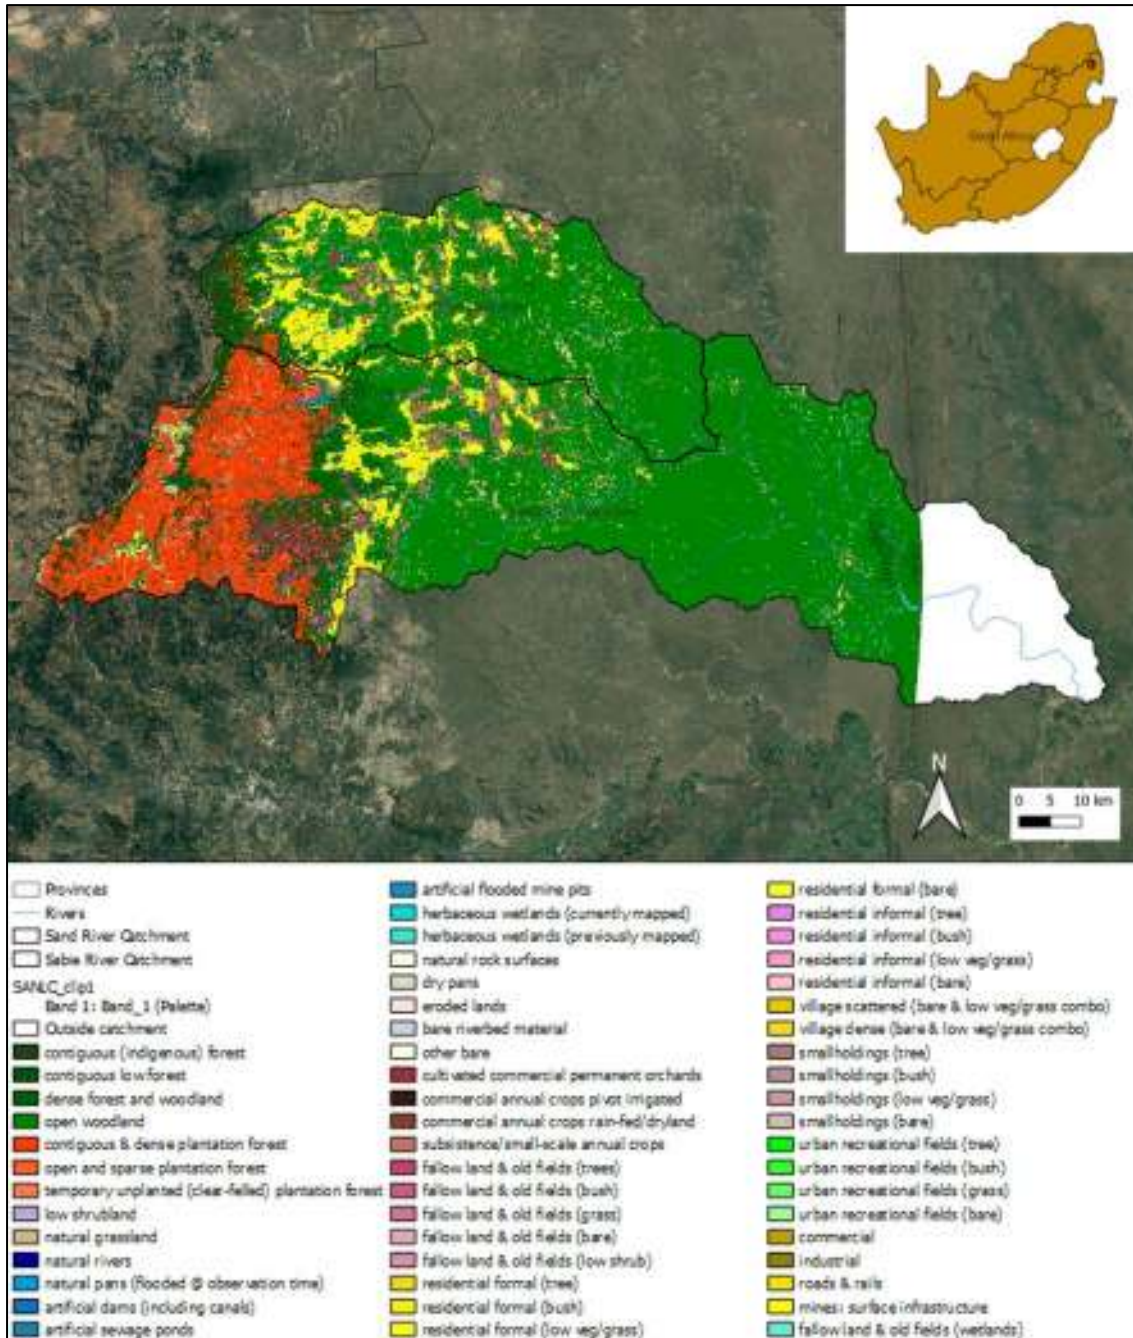 South Africa
N
0 5 10 km
Provinces
Rivers
Sand River Catchment
Sabie River Catchment
SANLC_clip1
Band 1: Band_1 (Palette)
Outside catchment
contiguous (indigenous) forest
contiguous low forest
dense forest and woodland
open woodland
contiguous & dense plantation forest
open and sparse plantation forest
temporary unplanted (clear-felled) plantation forest
low shrubland
natural grassland
natural rivers
natural pans (flooded @ observation time)
artificial dams (including canals)
artificial sewage ponds
artificial flooded mine pits
herbaceous wetlands (currently mapped)
herbaceous wetlands (previously mapped)
natural rock surfaces
dry pans
eroded lands
bare riverbed material
other bare
cultivated commercial permanent orchards
commercial annual crops pivot irrigated
commercial annual crops rain-fed/dryland
subsistence/small-scale annual crops
fallow land & old fields (trees)
fallow land & old fields (bush)
fallow land & old fields (grass)
fallow land & old fields (bare)
fallow land & old fields (low shrub)
residential formal (tree)
residential formal (bush)
residential formal (low veg/grass)
residential formal (bare)
residential informal (tree)
residential informal (bush)
residential informal (low veg/grass)
residential informal (bare)
village scattered (bare & low veg/grass combo)
village dense (bare & low veg/grass combo)
smallholdings (tree)
smallholdings (bush)
smallholdings (low veg/grass)
smallholdings (bare)
urban recreational fields (tree)
urban recreational fields (bush)
urban recreational fields (grass)
urban recreational fields (bare)
commercial
industrial
roads & rails
mines: surface infrastructure
fallow land & old fields (wetlands)